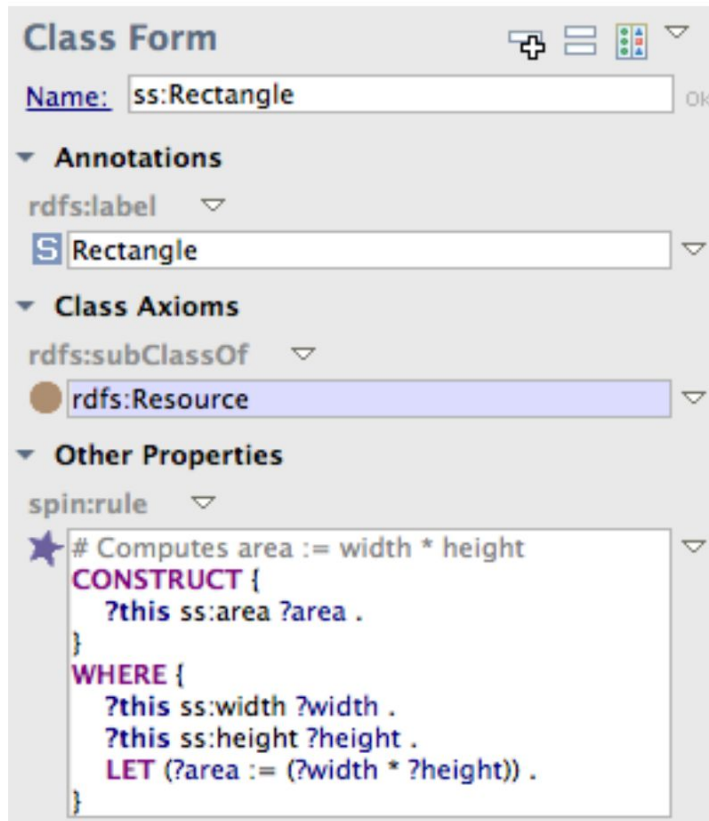 Class Form
Name: ss:Rectangle Ok
Annotations
rdfs:label
S Rectangle
Class Axioms
rdfs:subClassOf
rdfs:Resource
Other Properties
spin:rule
# Computes area := width * height
CONSTRUCT {
?this ss:area ?area .
}
WHERE {
?this ss:width ?width .
?this ss:height ?height .
LET (?area := (?width * ?height)) .
}